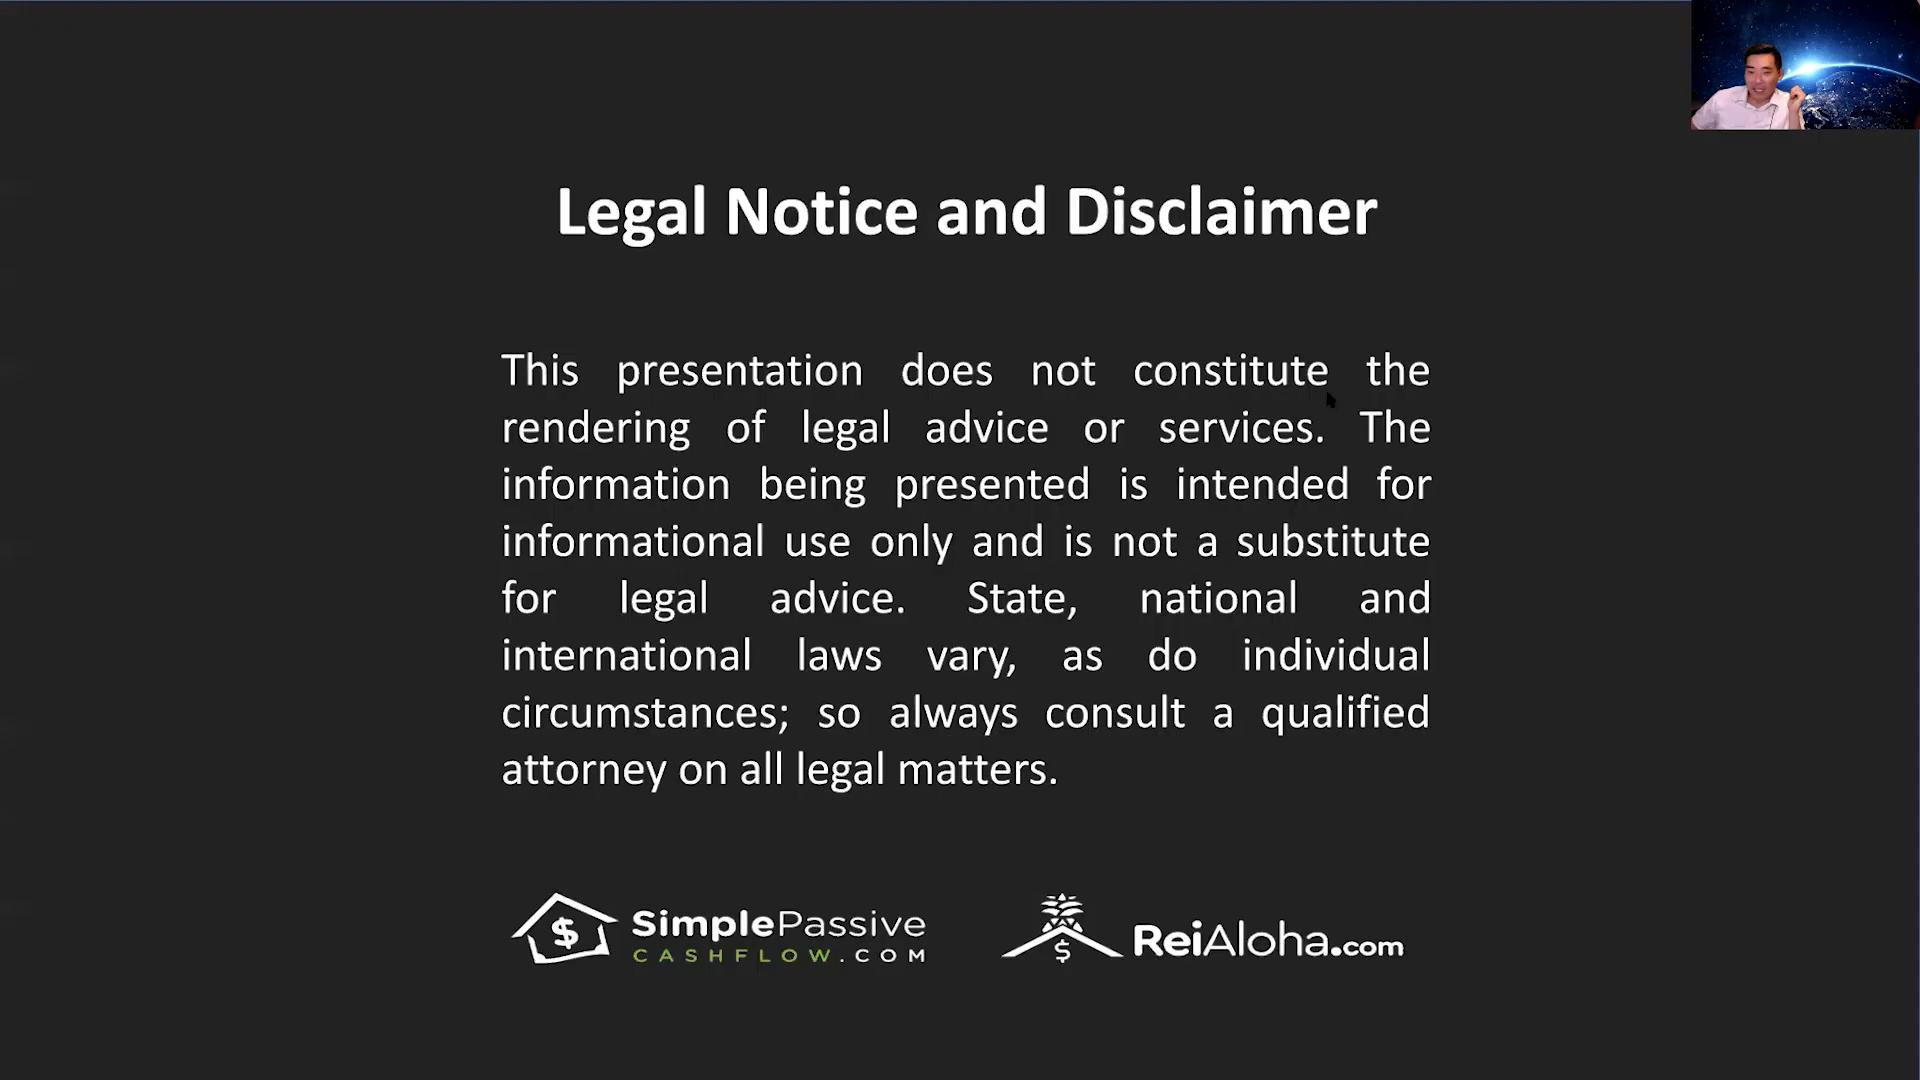 Legal Notice and Disclaimer
This presentation does not constitute the
rendering of legal advice or services. The
information being presented is intended for
informational use only and is not a substitute
for legal advice. State, national and
international laws vary, as do individual
circumstances; so always consult a qualified
attorney on all legal matters.
$ SimplePassive
CASHFLOW.COM
$ ReiAloha.com